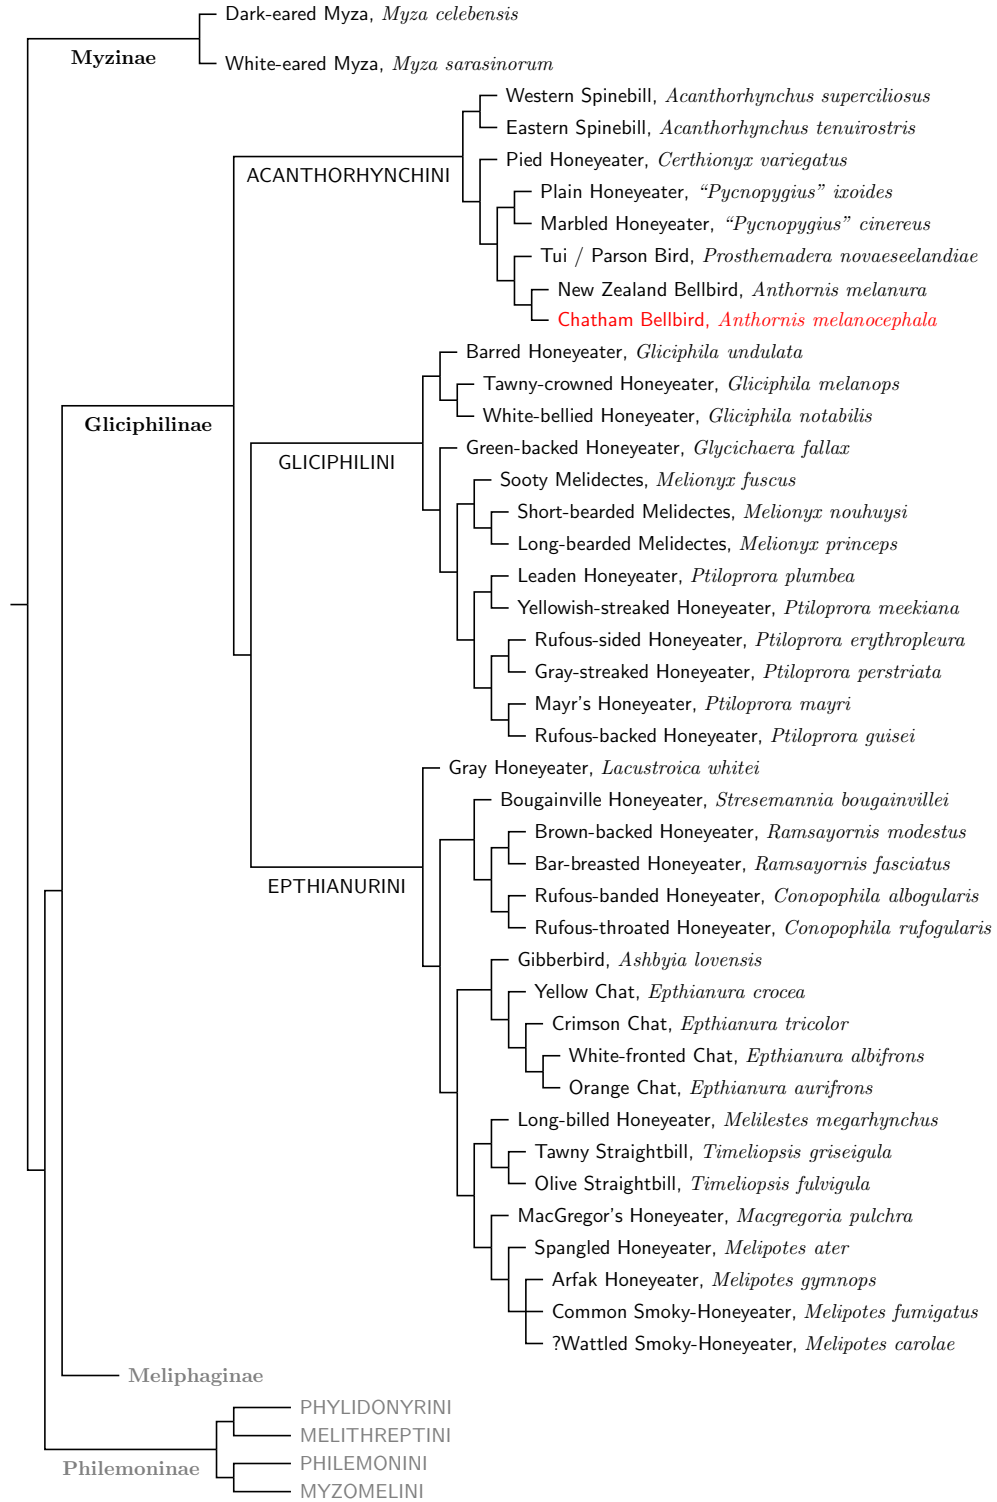 Dark-eared Myza, Myza celebensis
Myzinae
White-eared Myza, Myza sarasinorum
Western Spinebill, Acanthorhynchus superciliosus
Eastern Spinebill, Acanthorhynchus tenuirostris
Pied Honeyeater, Certhionyx variegatus
ACANTHORHYNCHINI
Plain Honeyeater, “Pycnopygius” ixoides
Marbled Honeyeater, “Pycnopygius” cinereus
Tui / Parson Bird, Prosthemadera novaeseelandiae
New Zealand Bellbird, Anthornis melanura
Chatham Bellbird, Anthornis melanocephala
Barred Honeyeater, Gliciphila undulata
Tawny-crowned Honeyeater, Gliciphila melanops
White-bellied Honeyeater, Gliciphila notabilis
Gliciphilinae
Green-backed Honeyeater, Glycichaera fallax
GLICIPHILINI
Sooty Melidectes, Melionyx fuscus
Short-bearded Melidectes, Melionyx nouhuysi
Long-bearded Melidectes, Melionyx princeps
Leaden Honeyeater, Ptiloprora plumbea
Yellowish-streaked Honeyeater, Ptiloprora meekiana
Rufous-sided Honeyeater, Ptiloprora erythropleura
Gray-streaked Honeyeater, Ptiloprora perstriata
Mayr's Honeyeater, Ptiloprora mayri
Rufous-backed Honeyeater, Ptiloprora guisei
Gray Honeyeater, Lacustroica whitei
Bougainville Honeyeater, Stresemannia bougainvillei
Brown-backed Honeyeater, Ramsayornis modestus
Bar-breasted Honeyeater, Ramsayornis fasciatus
EPTHIANURINI
Rufous-banded Honeyeater, Conopophila albogularis
Rufous-throated Honeyeater, Conopophila rufogularis
Gibberbird, Ashbyia lovensis
Yellow Chat, Epthianura crocea
Crimson Chat, Epthianura tricolor
White-fronted Chat, Epthianura albifrons
Orange Chat, Epthianura aurifrons
Long-billed Honeyeater, Melilestes megarhynchus
Tawny Straightbill, Timeliopsis griseigula
Olive Straightbill, Timeliopsis fulvigula
MacGregor's Honeyeater, Macgregoria pulchra
Spangled Honeyeater, Melipotes ater
Arfak Honeyeater, Melipotes gymnops
Common Smoky-Honeyeater, Melipotes fumigatus
?Wattled Smoky-Honeyeater, Melipotes carolae
Meliphaginae
PHYLIDONYRINI
MELITHREPTINI
Philemoninae
PHILEMONINI
MYZOMELINI